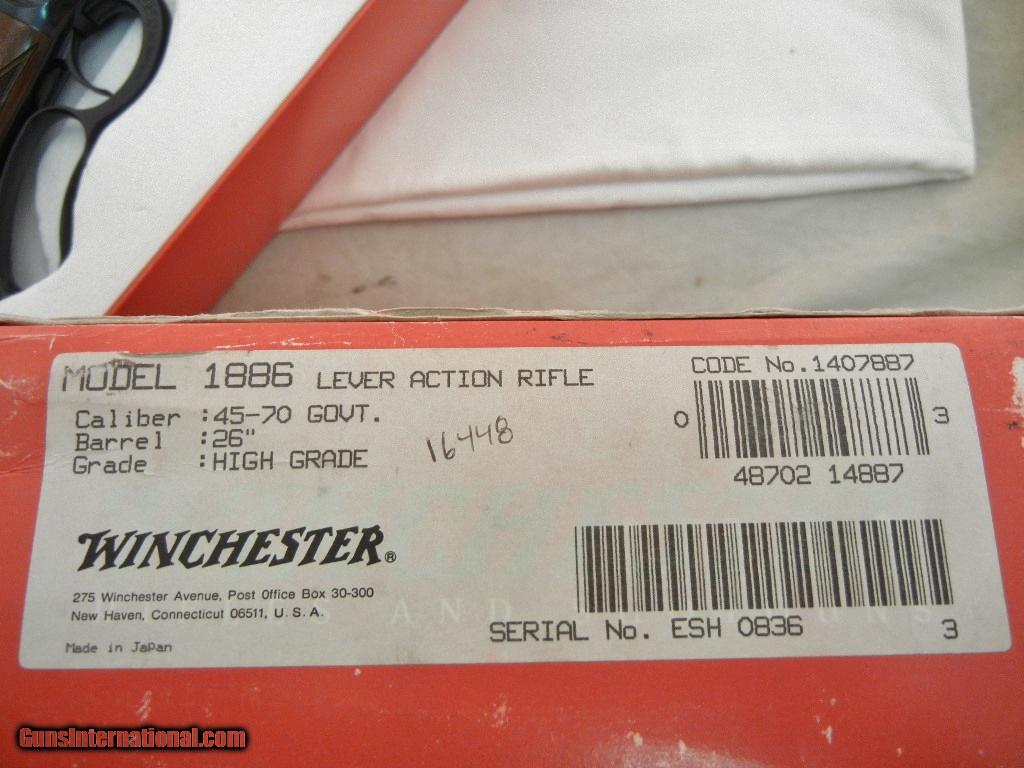 MODEL 1886 LEVER ACTION RIFLE
Caliber :45-70 GOVT.
Barrel :26"
Grade :HIGH GRADE
16448
CODE No.1407887
0 3
48702 14887
WINCHESTER®
275 Winchester Avenue, Post Office Box 30-300
New Haven, Connecticut 06511, U.S.A.
Made in Japan
AND
SERIAL No. ESH 0836 3
GunsInternational.com